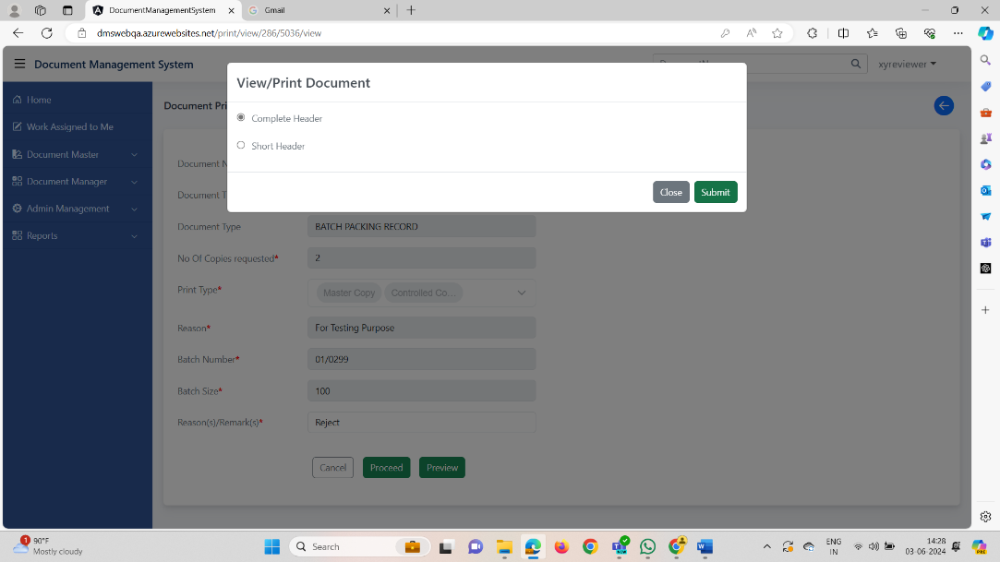 DocumentManagementSystem
Gmail
dmswebqa.azurewebsites.net/print/view/286/5036/view
Document Management System
xyreviewer
View/Print Document
Complete Header
Short Header
Close
Submit
Home
Work Assigned to Me
Document Master
Document Manager
Admin Management
Reports
Document Pri
Document N
Document T
Document Type
BATCH PACKING RECORD
No Of Copies requested*
2
Print Type*
Master Copy
Controlled Co...
Reason*
For Testing Purpose
Batch Number*
01/0299
Batch Size*
100
Reason(s)/Remark(s)*
Reject
Cancel
Proceed
Preview
1
90°F
Mostly cloudy
Search
NEW
ENG
IN
14:28
03-06-2024
PRE